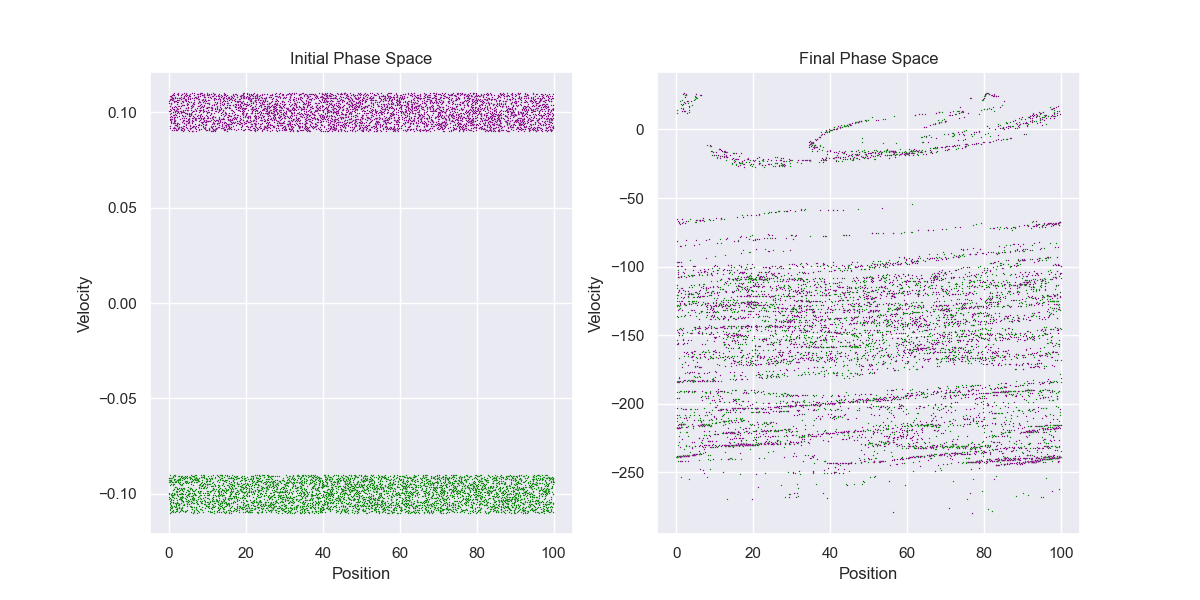 Initial Phase Space
Velocity
0.10
0.05
0.00
−0.05
−0.10
0 20 40 60 80 100
Position
Final Phase Space
Velocity
0
−50
−100
−150
−200
−250
0 20 40 60 80 100
Position